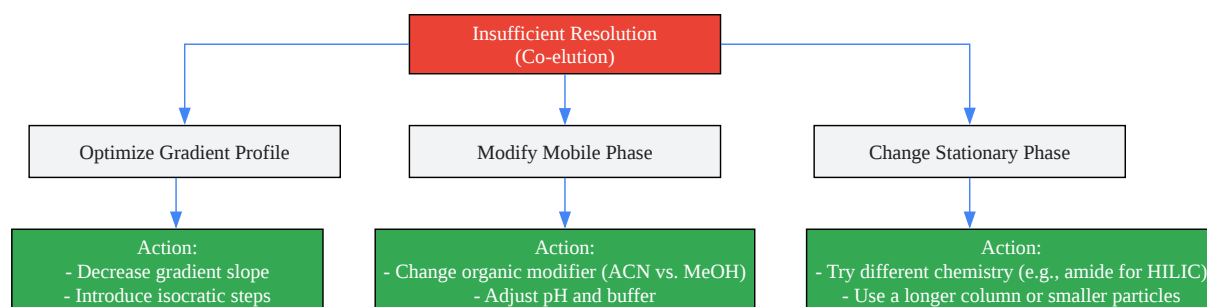 Insufficient Resolution
(Co-elution)
Optimize Gradient Profile
Modify Mobile Phase
Change Stationary Phase
Action:
- Decrease gradient slope
- Introduce isocratic steps
Action:
- Change organic modifier (ACN vs. MeOH)
- Adjust pH and buffer
Action:
- Try different chemistry (e.g., amide for HILIC)
- Use a longer column or smaller particles